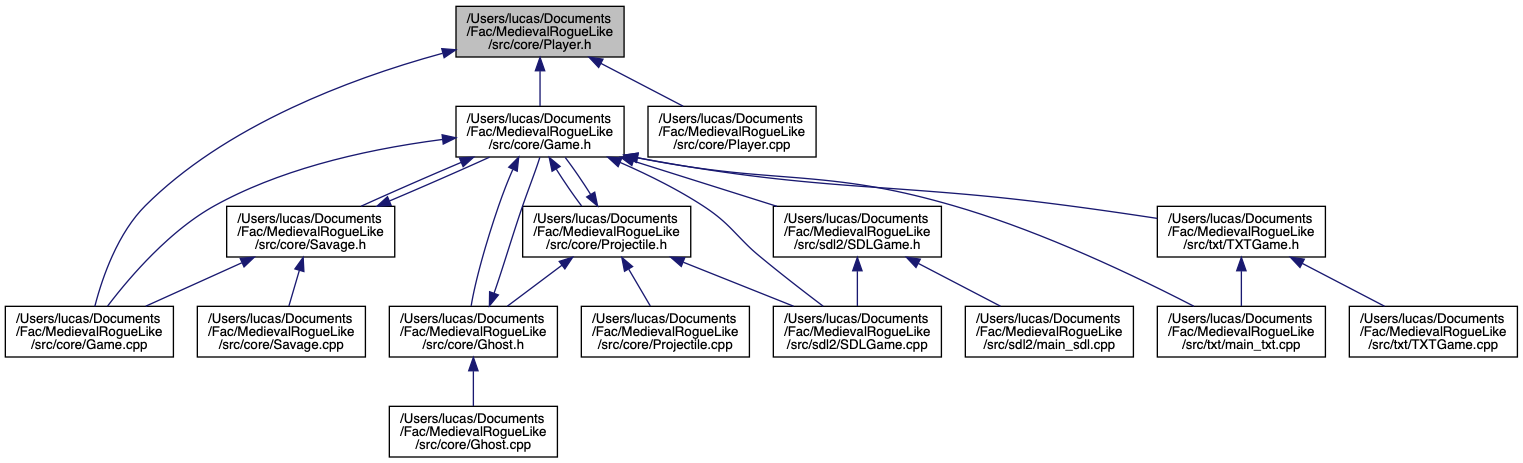 /Users/lucas/Documents
/Fac/MedievalRogueLike
/src/core/Player.h
/Users/lucas/Documents
/Fac/MedievalRogueLike
/src/core/Game.h
/Users/lucas/Documents
/Fac/MedievalRogueLike
/src/core/Player.cpp
/Users/lucas/Documents
/Fac/MedievalRogueLike
/src/core/Savage.h
/Users/lucas/Documents
/Fac/MedievalRogueLike
/src/core/Projectile.h
/Users/lucas/Documents
/Fac/MedievalRogueLike
/src/sdl2/SDLGame.h
/Users/lucas/Documents
/Fac/MedievalRogueLike
/src/txt/TXTGame.h
/Users/lucas/Documents
/Fac/MedievalRogueLike
/src/core/Game.cpp
/Users/lucas/Documents
/Fac/MedievalRogueLike
/src/core/Savage.cpp
/Users/lucas/Documents
/Fac/MedievalRogueLike
/src/core/Ghost.h
/Users/lucas/Documents
/Fac/MedievalRogueLike
/src/core/Projectile.cpp
/Users/lucas/Documents
/Fac/MedievalRogueLike
/src/sdl2/SDLGame.cpp
/Users/lucas/Documents
/Fac/MedievalRogueLike
/src/sdl2/main_sdl.cpp
/Users/lucas/Documents
/Fac/MedievalRogueLike
/src/txt/main_txt.cpp
/Users/lucas/Documents
/Fac/MedievalRogueLike
/src/txt/TXTGame.cpp
/Users/lucas/Documents
/Fac/MedievalRogueLike
/src/core/Ghost.cpp